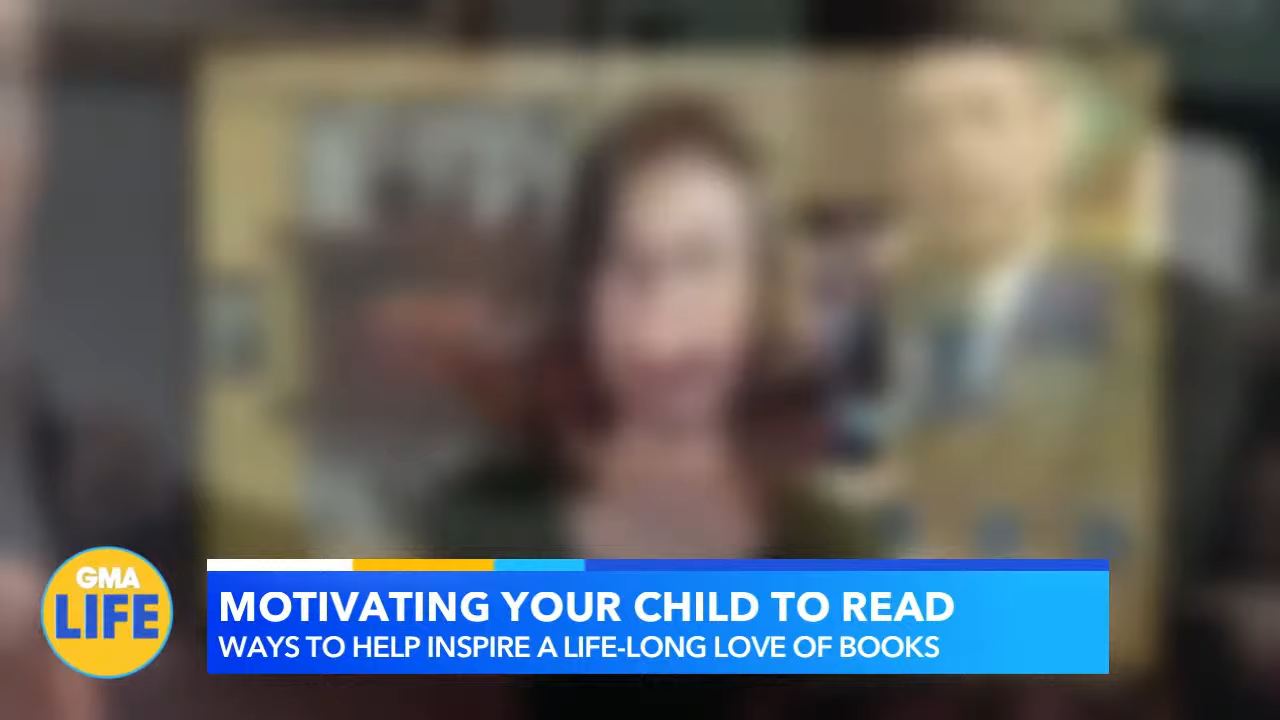 GMA
LIFE
MOTIVATING YOUR CHILD TO READ
WAYS TO HELP INSPIRE A LIFE-LONG LOVE OF BOOKS